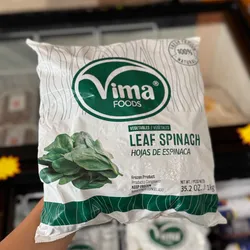 100%
Vima®
FOODS
VEGETABLES / VEGETALES
LEAF SPINACH
HOJAS DE ESPINACA
Frozen Product
KEEP FROZEN
35.2 OZ. / 1 kg